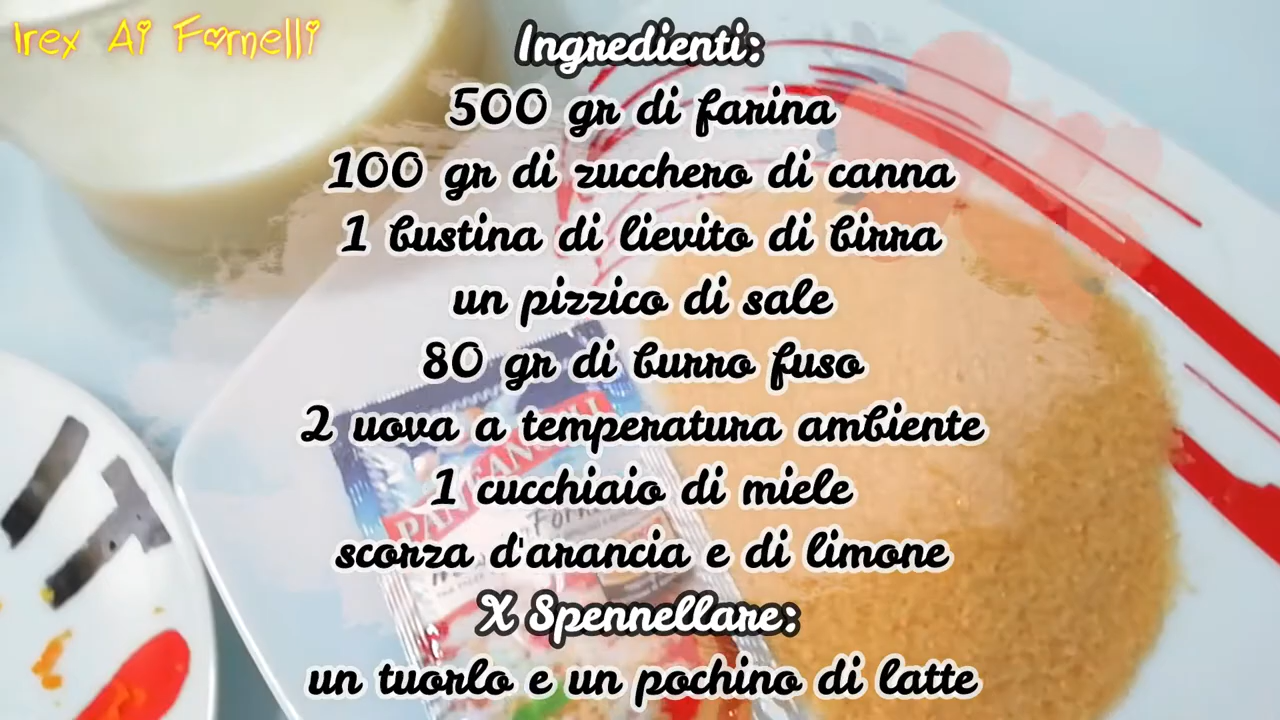 Irex Ai Fornelli
Ingredienti:
500 gr di farina
100 gr di zucchero di canna
1 bustina di lievito di birra
un pizzico di sale
80 gr di burro fuso
2 uova a temperatura ambiente
1 cucchiaio di miele
scorza d'arancia e di limone
X Spennellare:
un tuorlo e un pochino di latte